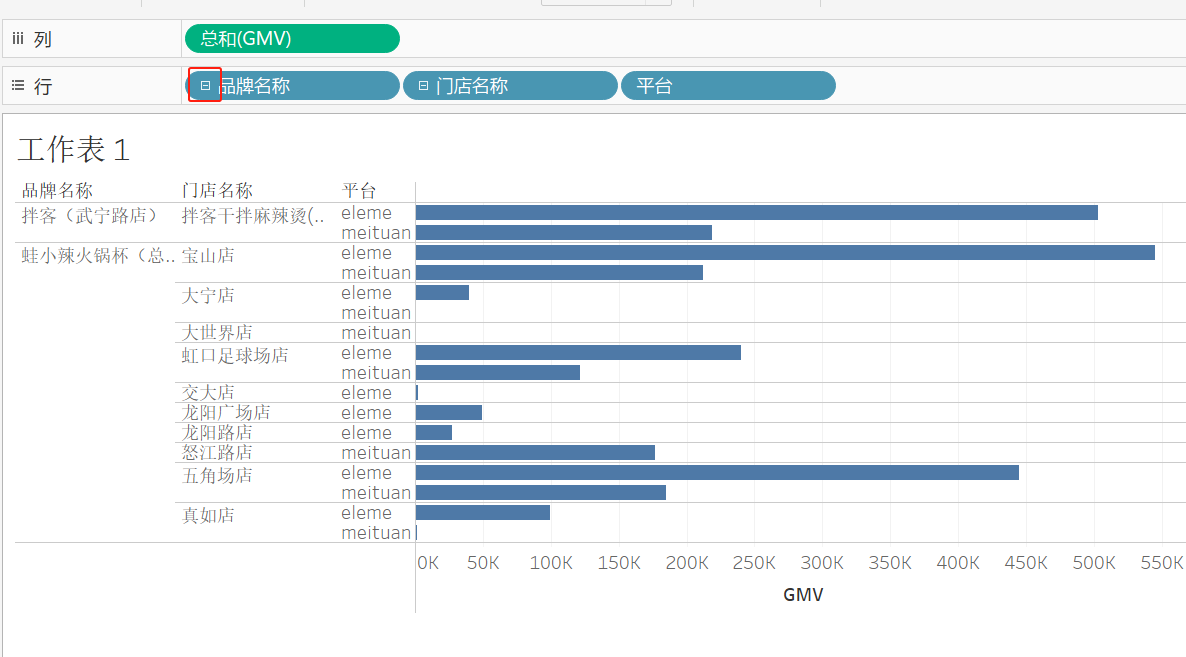 列 总和(GMV)
行 品牌名称 门店名称 平台
工作表 1
品牌名称 门店名称 平台
拌客（武宁路店） 拌客干拌麻辣烫(.. eleme
meituan
蛙小辣火锅杯（总.. 宝山店 eleme
meituan
大宁店 eleme
meituan
大世界店 meituan
虹口足球场店 eleme
meituan
交大店 eleme
龙阳广场店 eleme
龙阳路店 eleme
怒江路店 meituan
五角场店 eleme
meituan
真如店 eleme
meituan
0K 50K 100K 150K 200K 250K 300K 350K 400K 450K 500K 550K
GMV